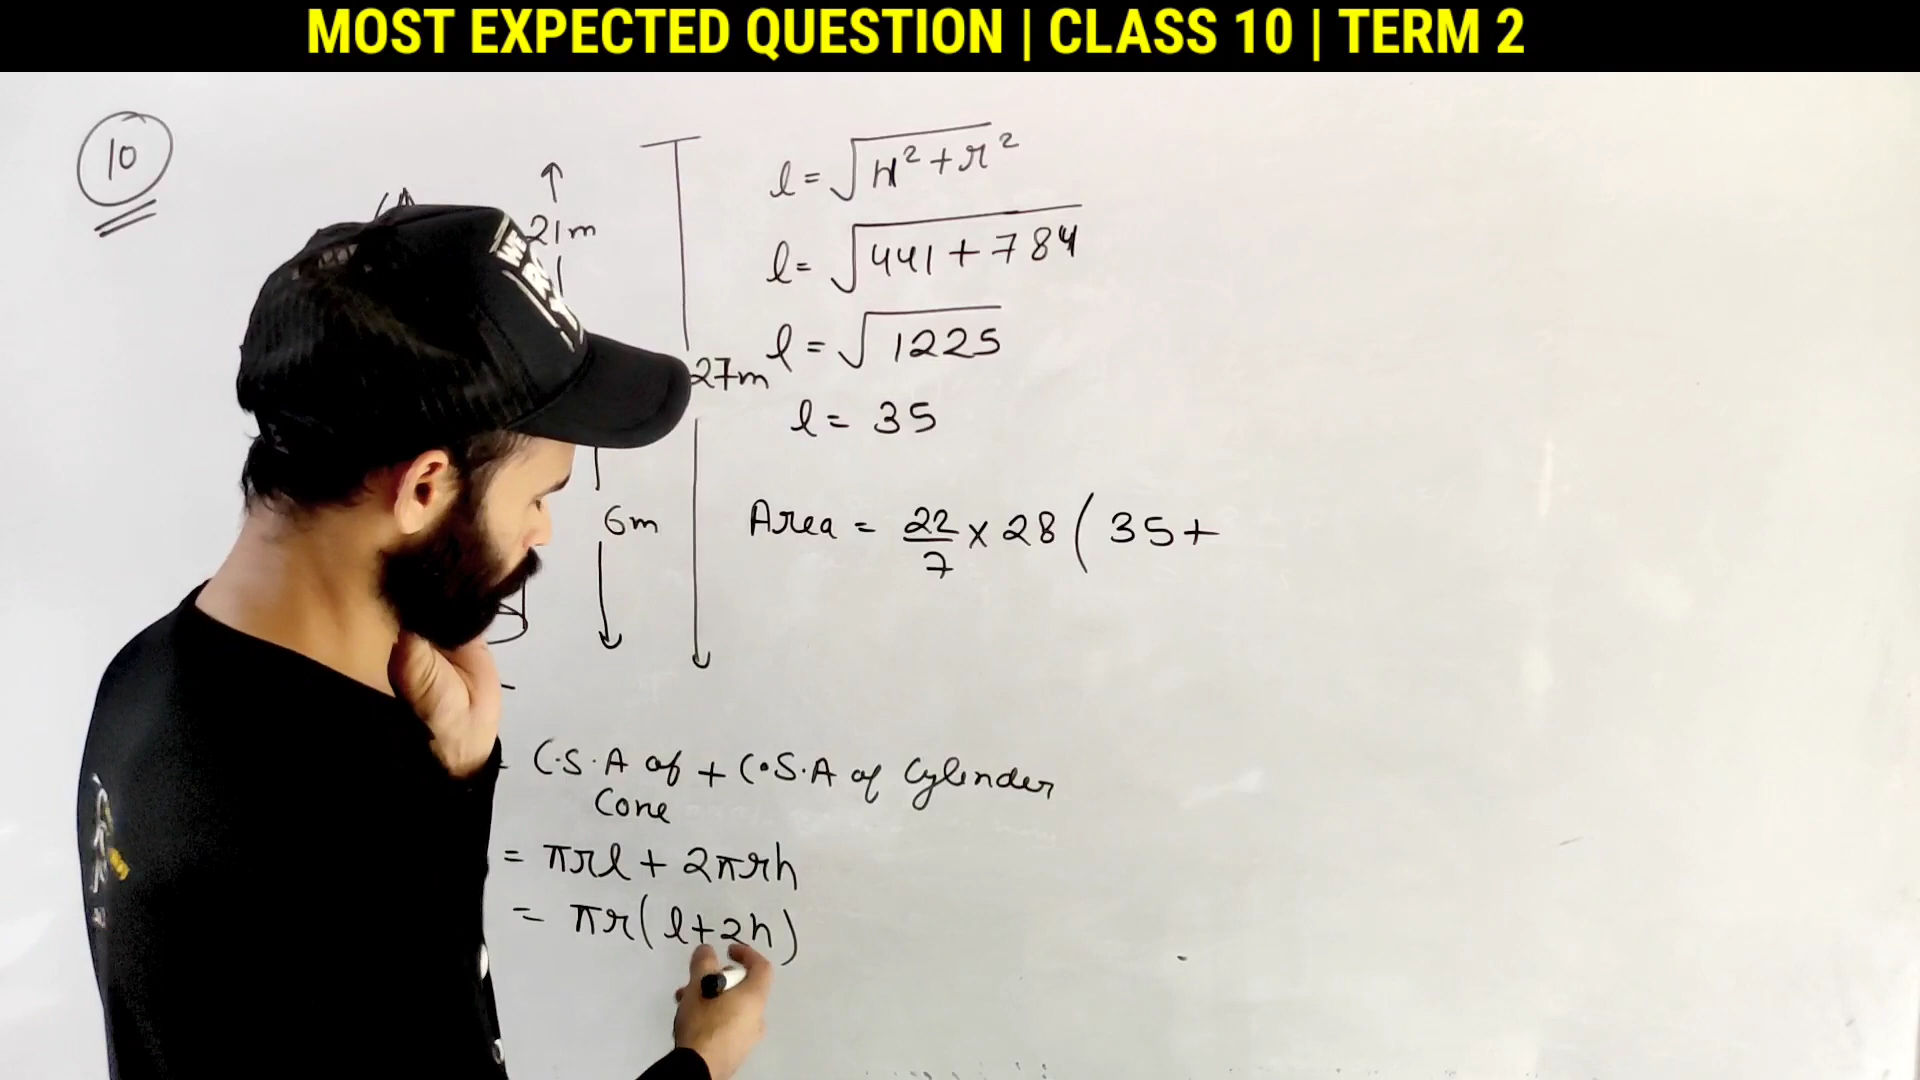 MOST EXPECTED QUESTION | CLASS 10 | TERM 2
10
21m
27m
6m
l = √h² + r²
l = √441 + 784
l = √1225
l = 35
Area = 22/7 × 28 ( 35 +
C.S.A of + C.S.A of Cylinder
Cone
= πrl + 2πrh
= πr(l+2h)
WE